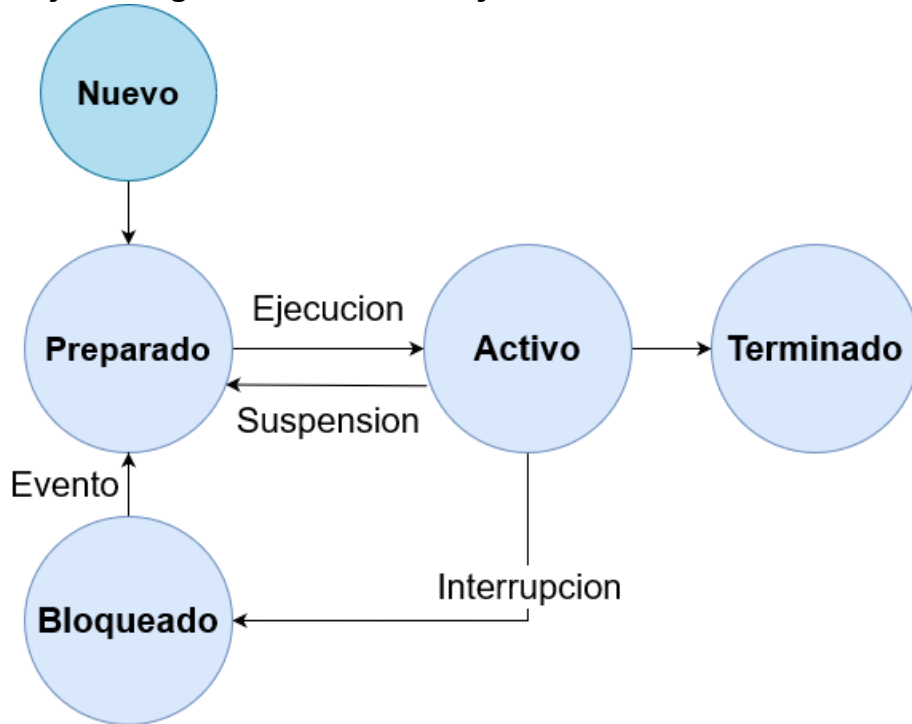 Nuevo
Ejecucion
Preparado
Activo
Terminado
Suspension
Evento
Interrupcion
Bloqueado